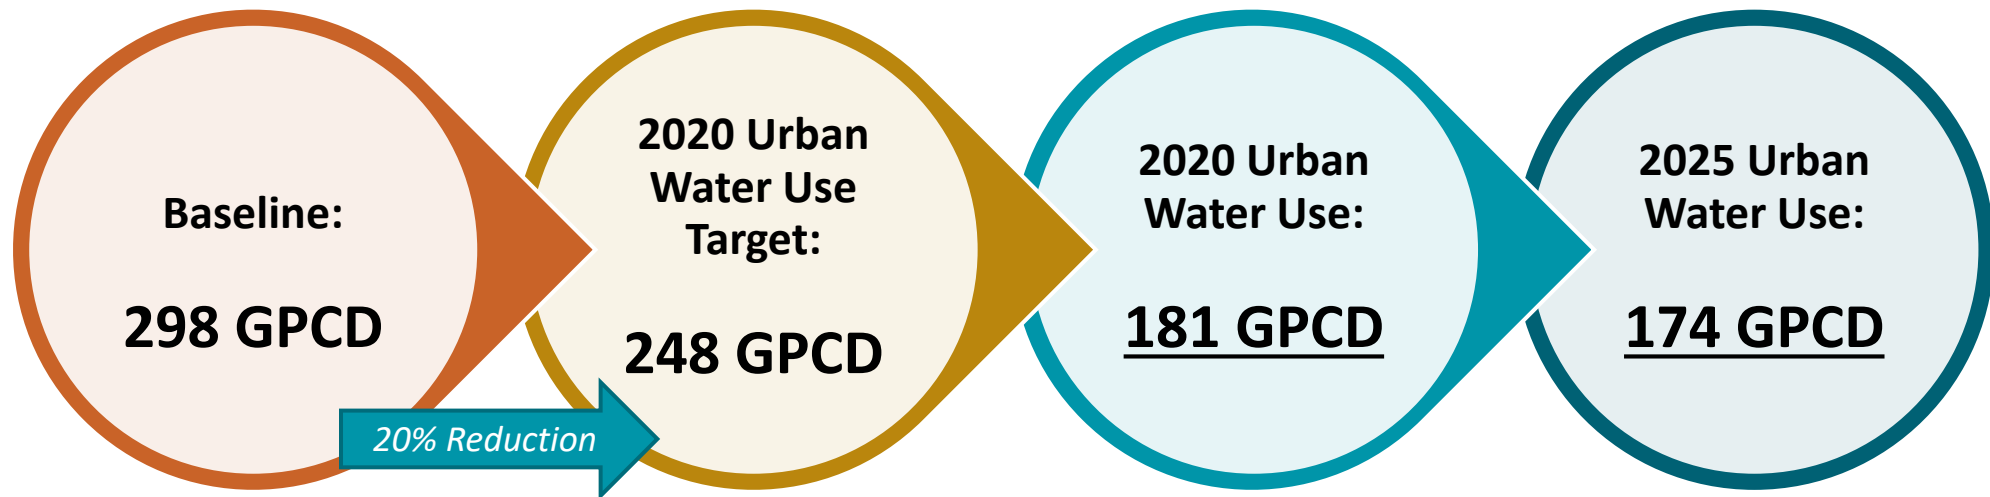 Baseline:
298 GPCD
2020 Urban
Water Use
Target:
248 GPCD
20% Reduction
2020 Urban
Water Use:
181 GPCD
2025 Urban
Water Use:
174 GPCD